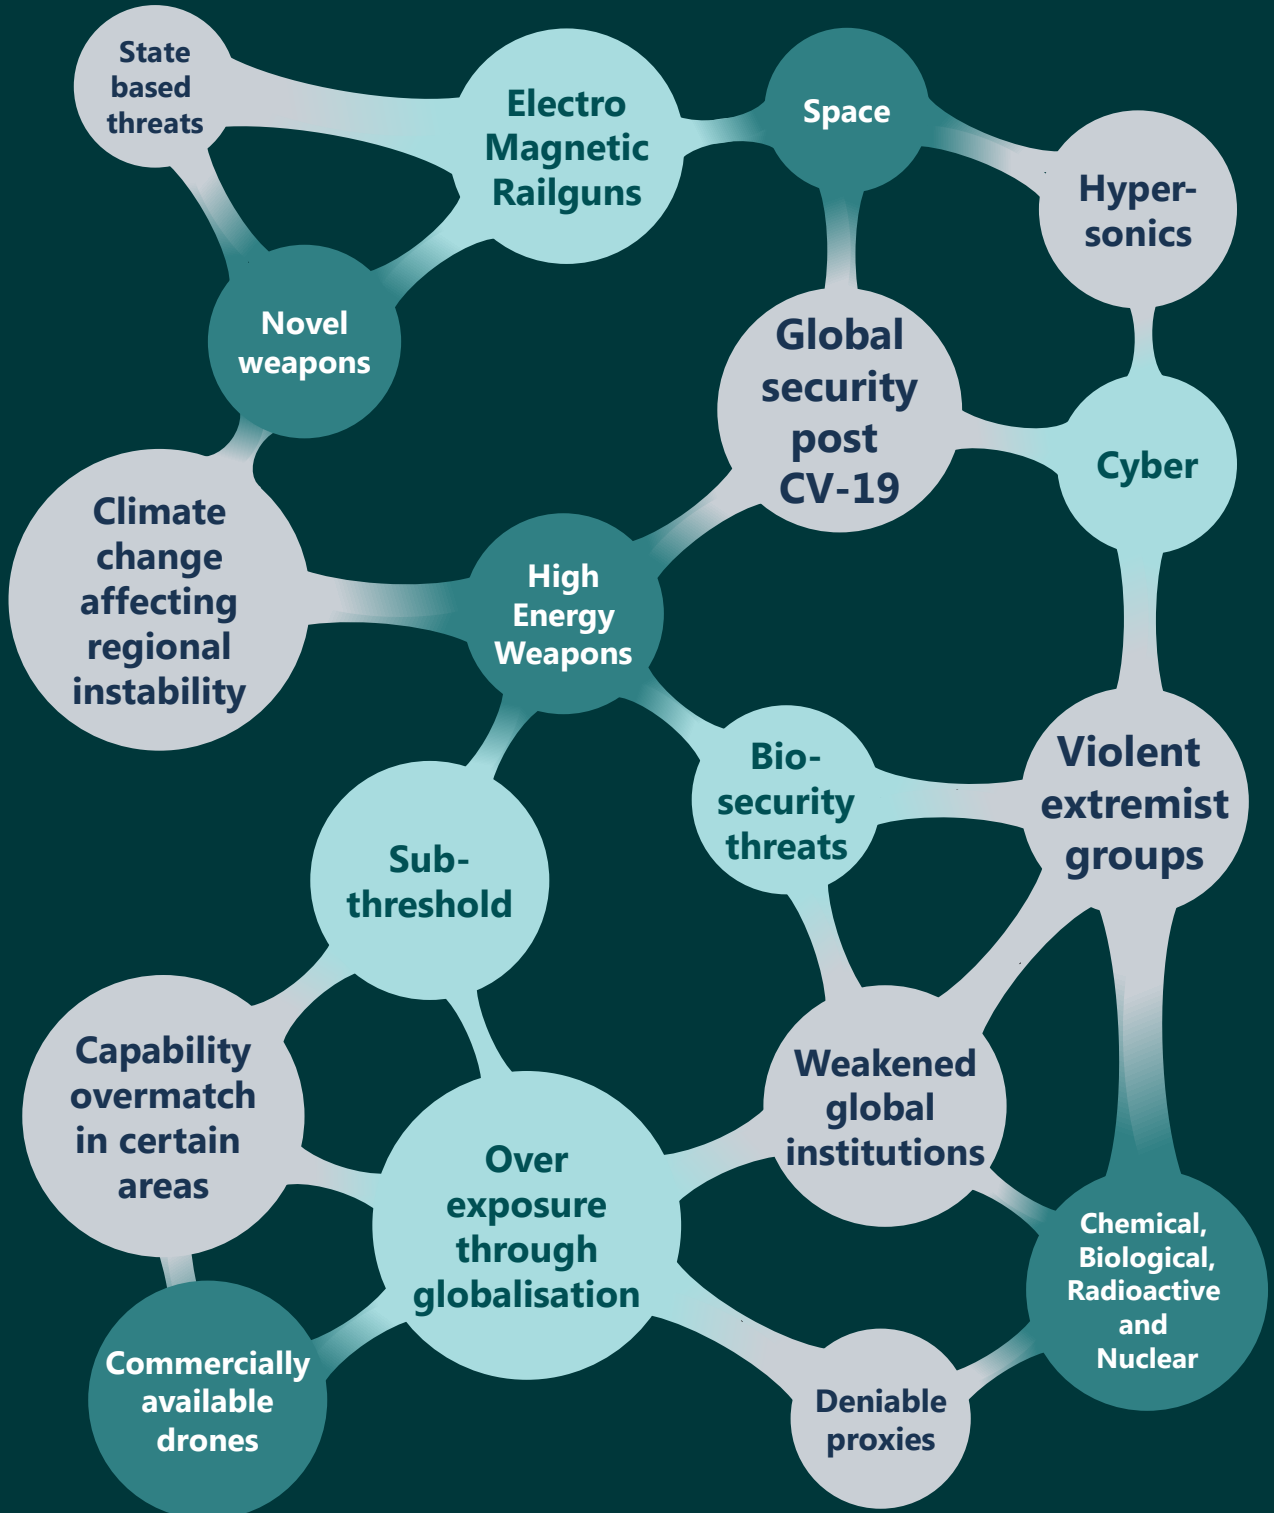 State
based
threats
Electro
Magnetic
Railguns
Space
Hyper-
sonics
Novel
weapons
Global
security
post
CV-19
Cyber
Climate
change
affecting
regional
instability
High
Energy
Weapons
Bio-
security
threats
Violent
extremist
groups
Sub-
threshold
Capability
overmatch
in certain
areas
Weakened
global
institutions
Over
exposure
through
globalisation
Chemical,
Biological,
Radioactive
and
Nuclear
Commercially
available
drones
Deniable
proxies